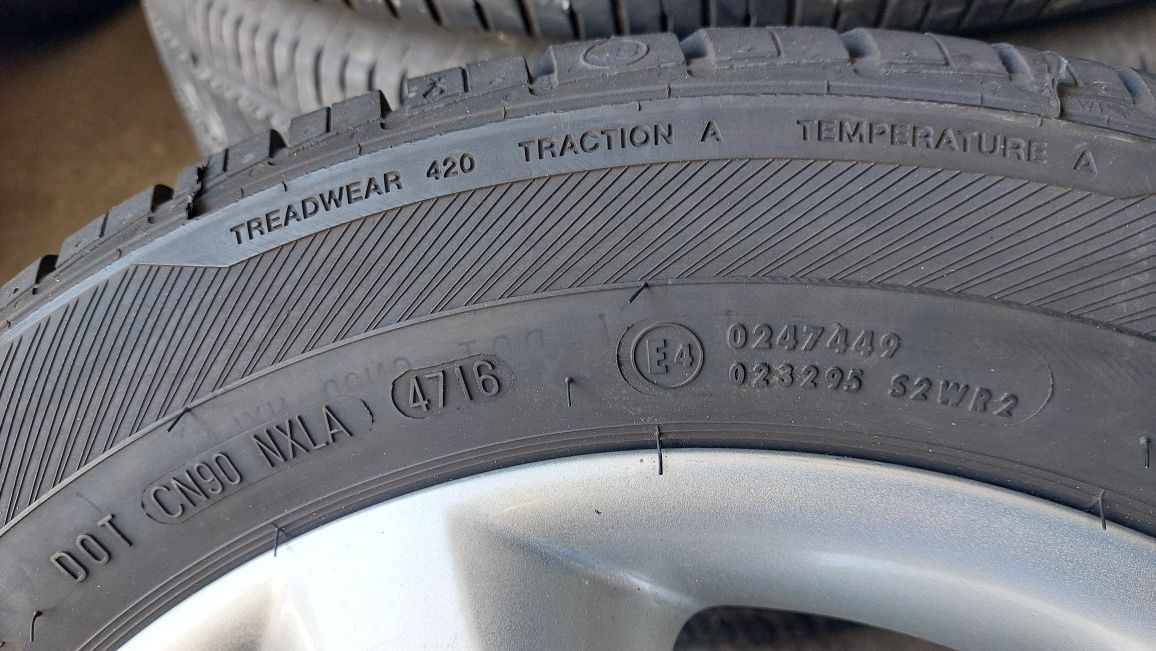 TREADWEAR 420 TRACTION A TEMPERATURE A
DOT CN90 NXLA 4716
E4
0247449
023295 S2WR2